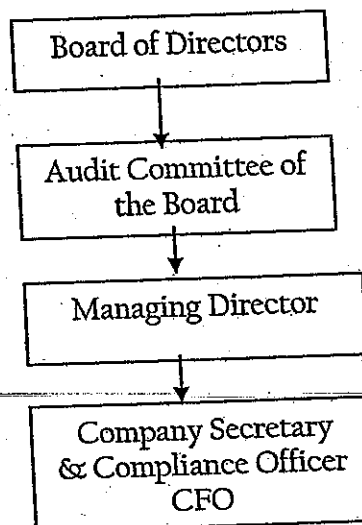 Board of Directors
Audit Committee of
the Board
Managing Director
Company Secretary
& Compliance Officer
CFO